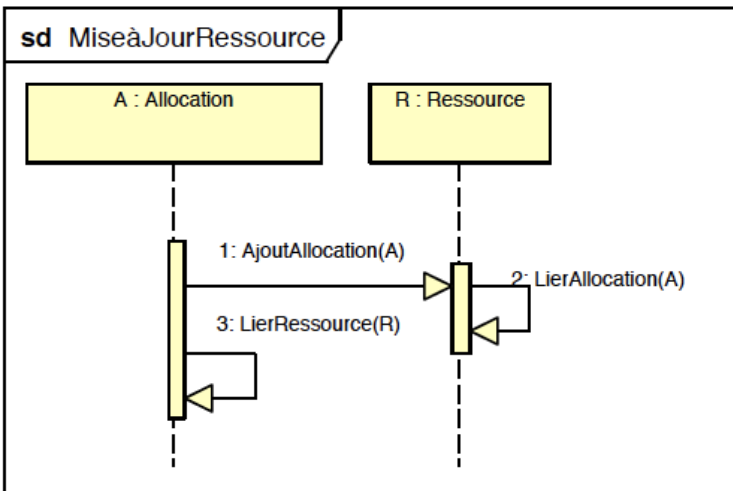 sd MiseàJourRessource
A : Allocation
R : Ressource
1: AjoutAllocation(A)
2: LierAllocation(A)
3: LierRessource(R)